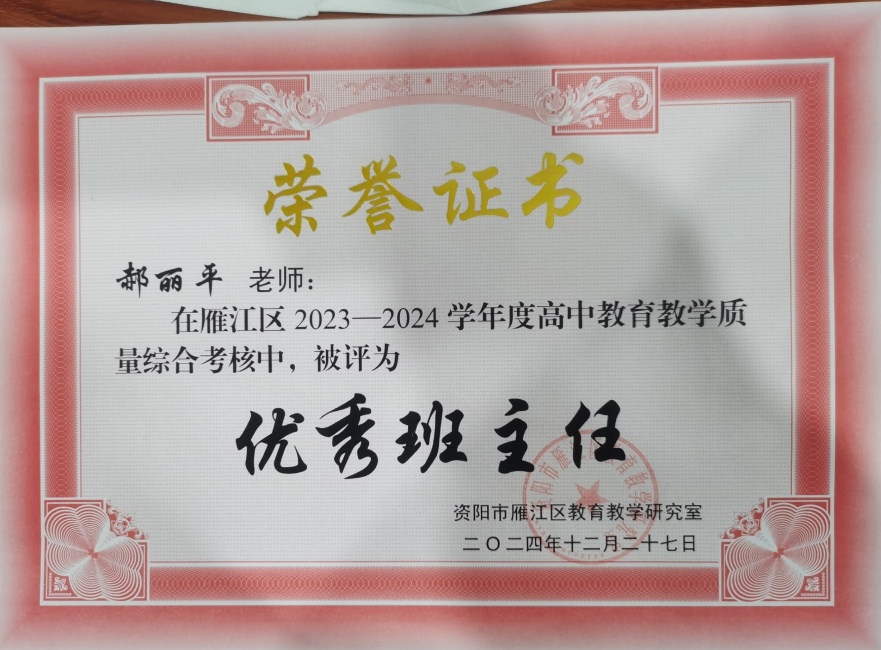 荣誉证书
郝丽平 老师：
在雁江区 2023—2024 学年度高中教育教学质
量综合考核中，被评为
优秀班主任
资阳市雁江区教育教学研究室
二〇二四年十二月二十七日